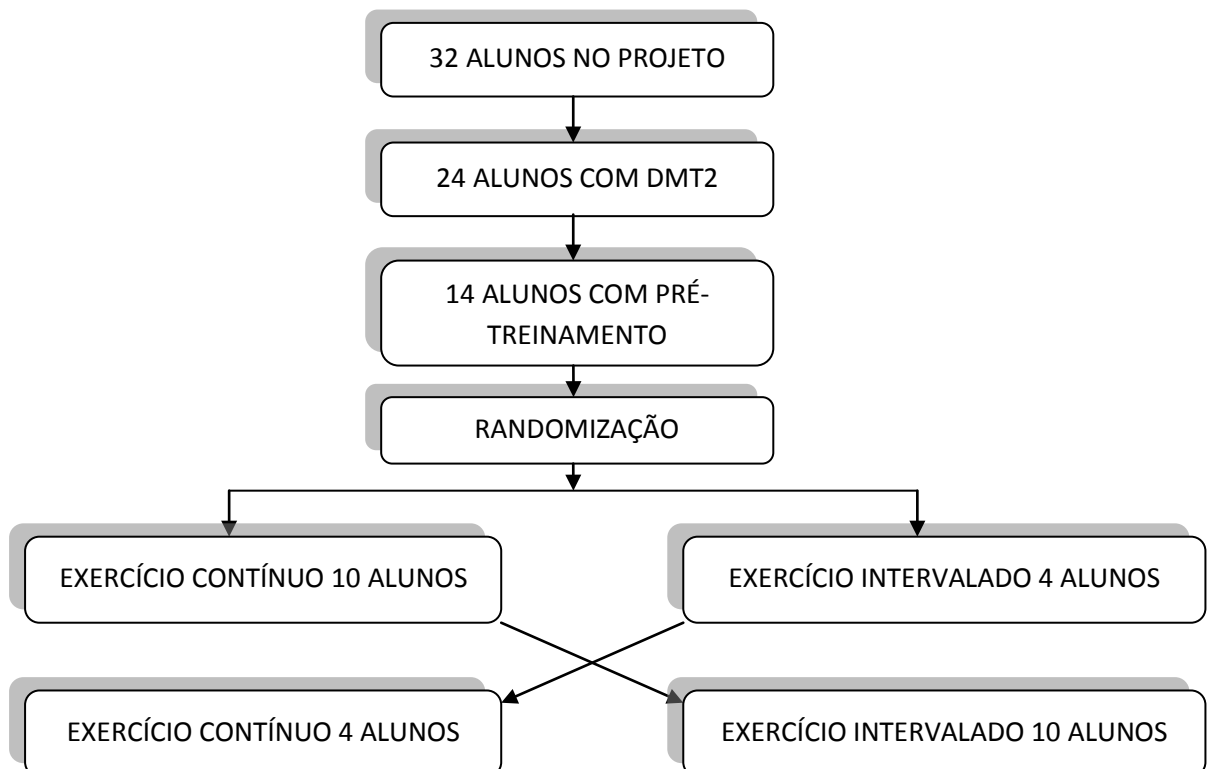 32 ALUNOS NO PROJETO
24 ALUNOS COM DMT2
14 ALUNOS COM PRÉ-
TREINAMENTO
RANDOMIZAÇÃO
EXERCÍCIO CONTÍNUO 10 ALUNOS
EXERCÍCIO INTERVALADO 4 ALUNOS
EXERCÍCIO CONTÍNUO 4 ALUNOS
EXERCÍCIO INTERVALADO 10 ALUNOS